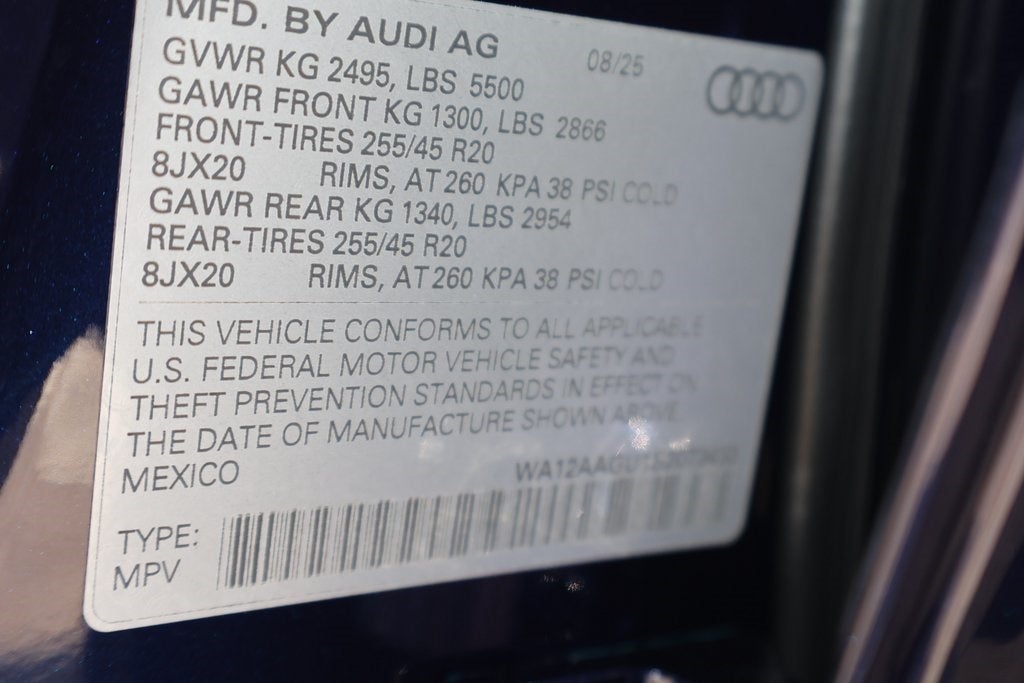 MFD. BY AUDI AG 08/25
GVWR KG 2495, LBS 5500
GAWR FRONT KG 1300, LBS 2866
FRONT-TIRES 255/45 R20
8JX20 RIMS, AT 260 KPA 38 PSI COLD
GAWR REAR KG 1340, LBS 2954
REAR-TIRES 255/45 R20
8JX20 RIMS, AT 260 KPA 38 PSI COLD
THIS VEHICLE CONFORMS TO ALL APPLICABLE
U.S. FEDERAL MOTOR VEHICLE SAFETY AND
THEFT PREVENTION STANDARDS IN EFFECT ON
THE DATE OF MANUFACTURE SHOWN ABOVE.
MEXICO
TYPE:
MPV